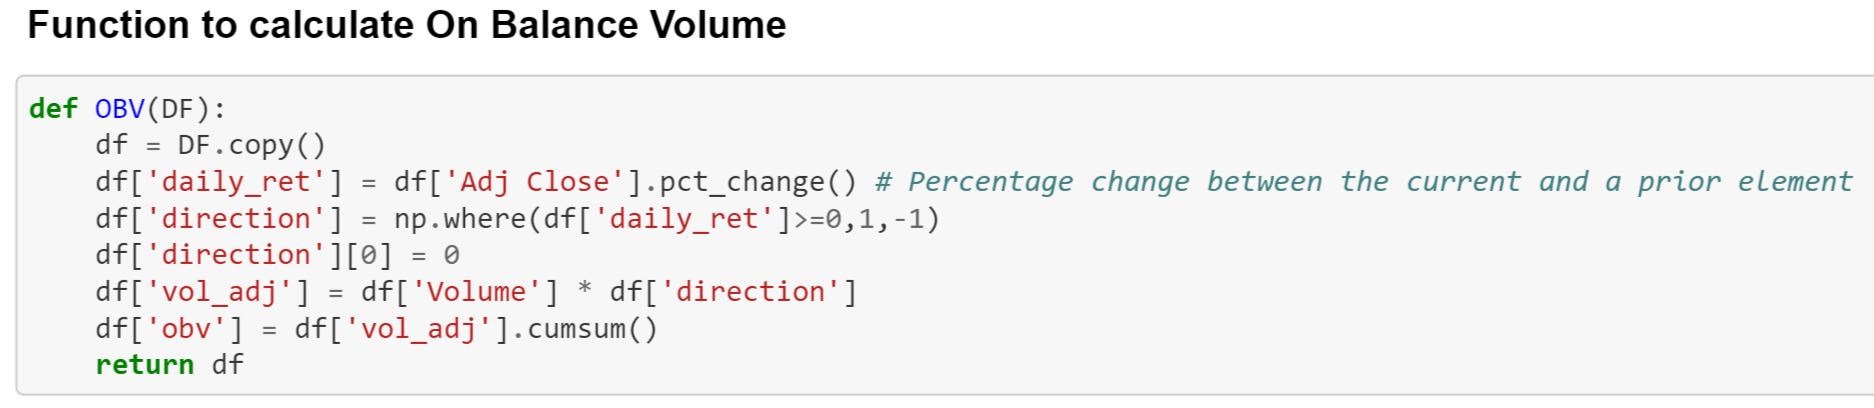 Function to calculate On Balance Volume
def OBV(DF):
    df = DF.copy()
    df['daily_ret'] = df['Adj Close'].pct_change() # Percentage change between the current and a prior element
    df['direction'] = np.where(df['daily_ret']>=0,1,-1)
    df['direction'][0] = 0
    df['vol_adj'] = df['Volume'] * df['direction']
    df['obv'] = df['vol_adj'].cumsum()
    return df